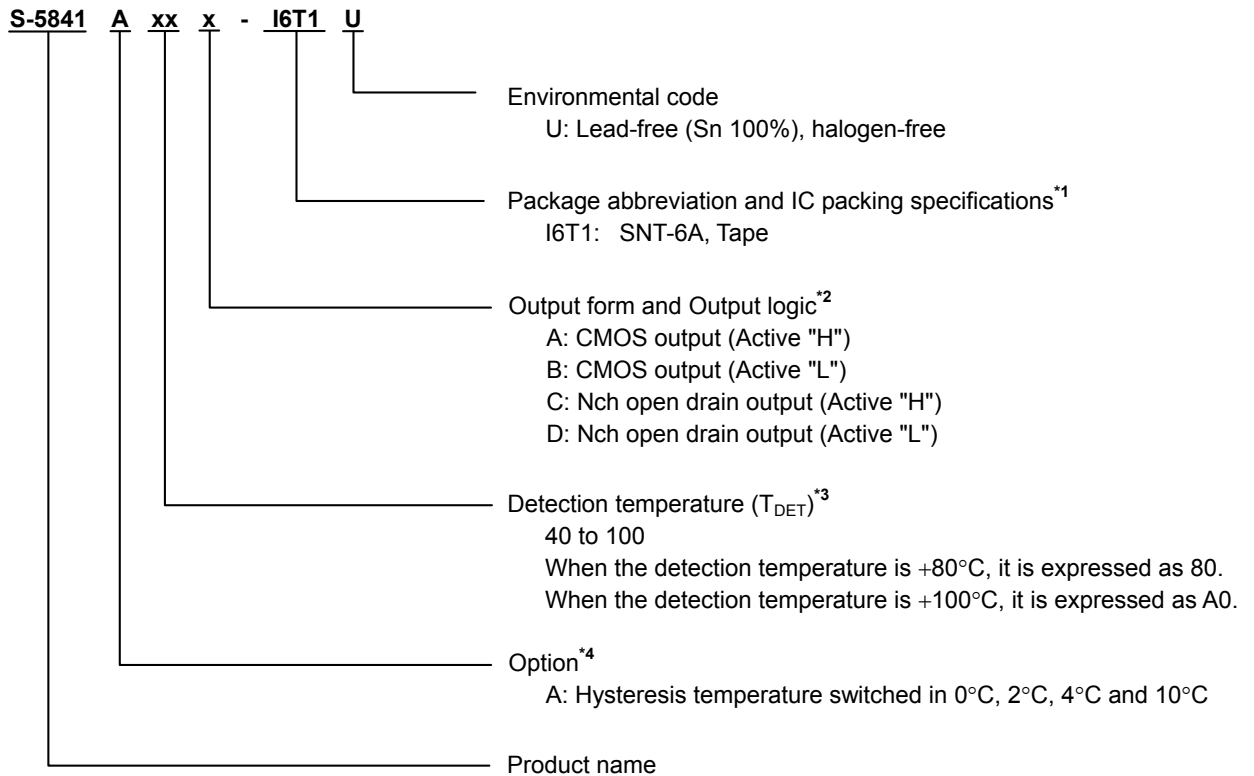 S-5841 A xx x - I6T1 U
Environmental code
U: Lead-free (Sn 100%), halogen-free
Package abbreviation and IC packing specifications*1
I6T1: SNT-6A, Tape
Output form and Output logic*2
A: CMOS output (Active "H")
B: CMOS output (Active "L")
C: Nch open drain output (Active "H")
D: Nch open drain output (Active "L")
Detection temperature (TDET)*3
40 to 100
When the detection temperature is +80°C, it is expressed as 80.
When the detection temperature is +100°C, it is expressed as A0.
Option*4
A: Hysteresis temperature switched in 0°C, 2°C, 4°C and 10°C
Product name